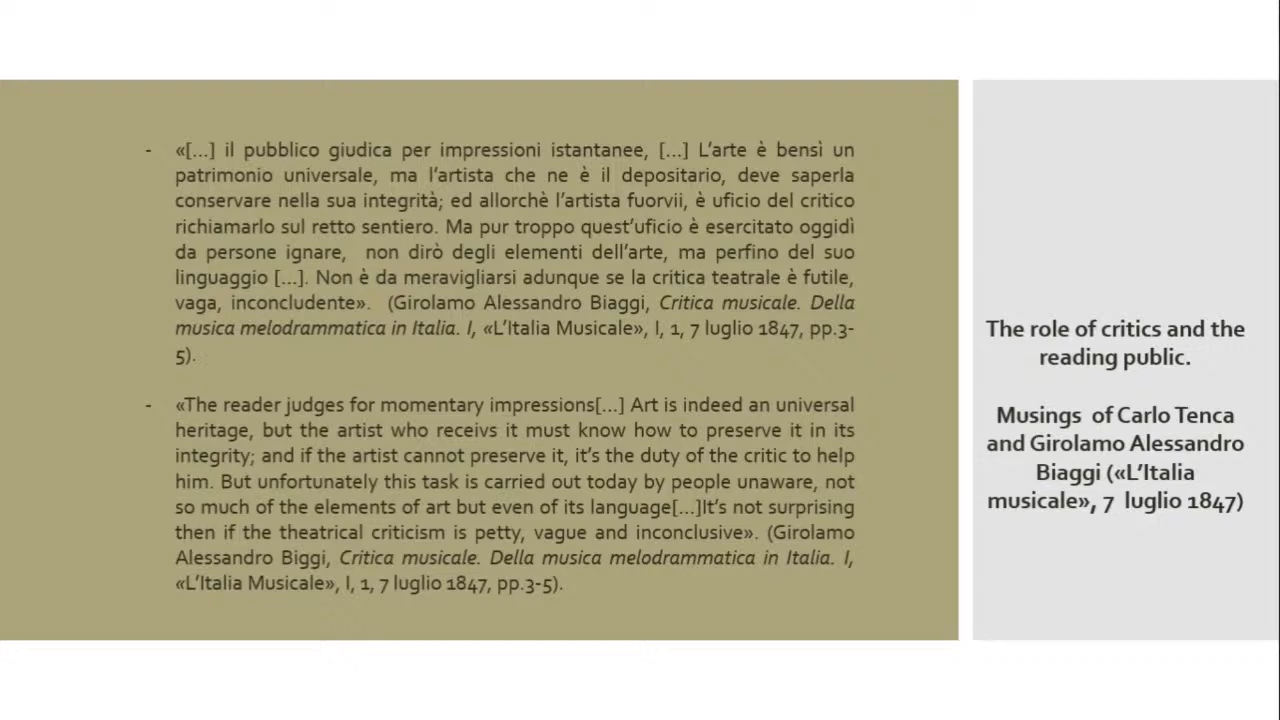 - «[...] il pubblico giudica per impressioni istantanee, [...] L'arte è bensì un
patrimonio universale, ma l'artista che ne è il depositario, deve saperla
conservare nella sua integrità; ed allorchè l'artista fuorvii, è uficio del critico
richiamarlo sul retto sentiero. Ma pur troppo quest'uficio è esercitato oggidì
da persone ignare, non dirò degli elementi dell'arte, ma perfino del suo
linguaggio [...]. Non è da meravigliarsi adunque se la critica teatrale è futile,
vaga, inconcludente». (Girolamo Alessandro Biaggi, Critica musicale. Della
musica melodrammatica in Italia. I, «L'Italia Musicale», I, 1, 7 luglio 1847, pp.3-
5).
- «The reader judges for momentary impressions[...] Art is indeed an universal
heritage, but the artist who receivs it must know how to preserve it in its
integrity; and if the artist cannot preserve it, it's the duty of the critic to help
him. But unfortunately this task is carried out today by people unaware, not
so much of the elements of art but even of its language[...]It's not surprising
then if the theatrical criticism is petty, vague and inconclusive». (Girolamo
Alessandro Biggi, Critica musicale. Della musica melodrammatica in Italia. I,
«L'Italia Musicale», I, 1, 7 luglio 1847, pp.3-5).
The role of critics and the
reading public.
Musings of Carlo Tenca
and Girolamo Alessandro
Biaggi («L'Italia
musicale», 7 luglio 1847)